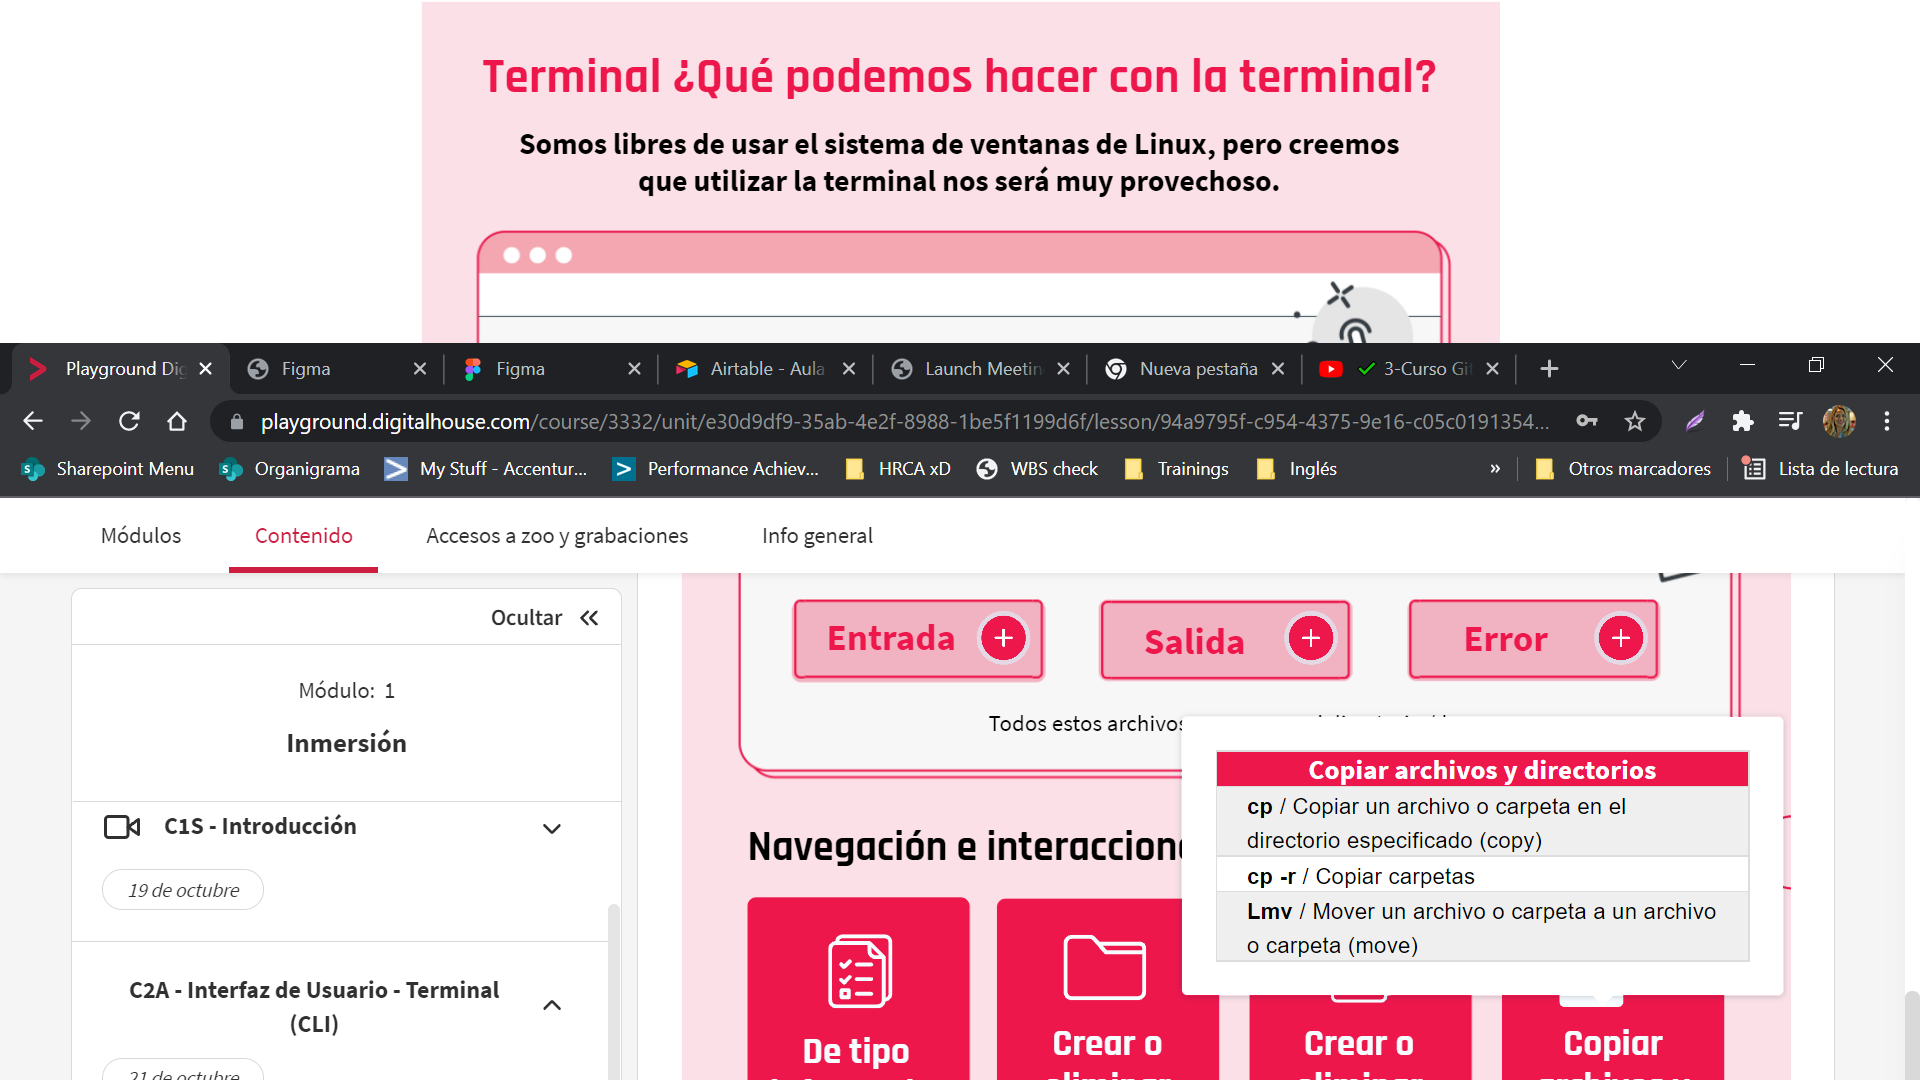 Terminal ¿Qué podemos hacer con la terminal?
Somos libres de usar el sistema de ventanas de Linux, pero creemos
que utilizar la terminal nos será muy provechoso.
Playground Dig
Figma
Figma
Airtable - Aula
Launch Meetin
Nueva pestaña
3-Curso Git
playground.digitalhouse.com/course/3332/unit/e30d9df9-35ab-4e2f-8988-1be5f1199d6f/lesson/94a9795f-c954-4375-9e16-c05c0191354...
Sharepoint Menu
Organigrama
My Stuff - Accentur...
Performance Achiev...
HRCA xD
WBS check
Trainings
Inglés
»
Otros marcadores
Lista de lectura
Módulos
Contenido
Accesos a zoo y grabaciones
Info general
Ocultar
Módulo: 1
Inmersión
C1S - Introducción
19 de octubre
C2A - Interfaz de Usuario - Terminal
(CLI)
21 de octubre
Entrada
Salida
Error
Todos estos archivos
Copiar archivos y directorios
cp / Copiar un archivo o carpeta en el
directorio especificado (copy)
cp -r / Copiar carpetas
Lmv / Mover un archivo o carpeta a un archivo
o carpeta (move)
Navegación e interaccion
De tipo
Crear o
eliminar
Crear o
eliminar
Copiar
archivos y